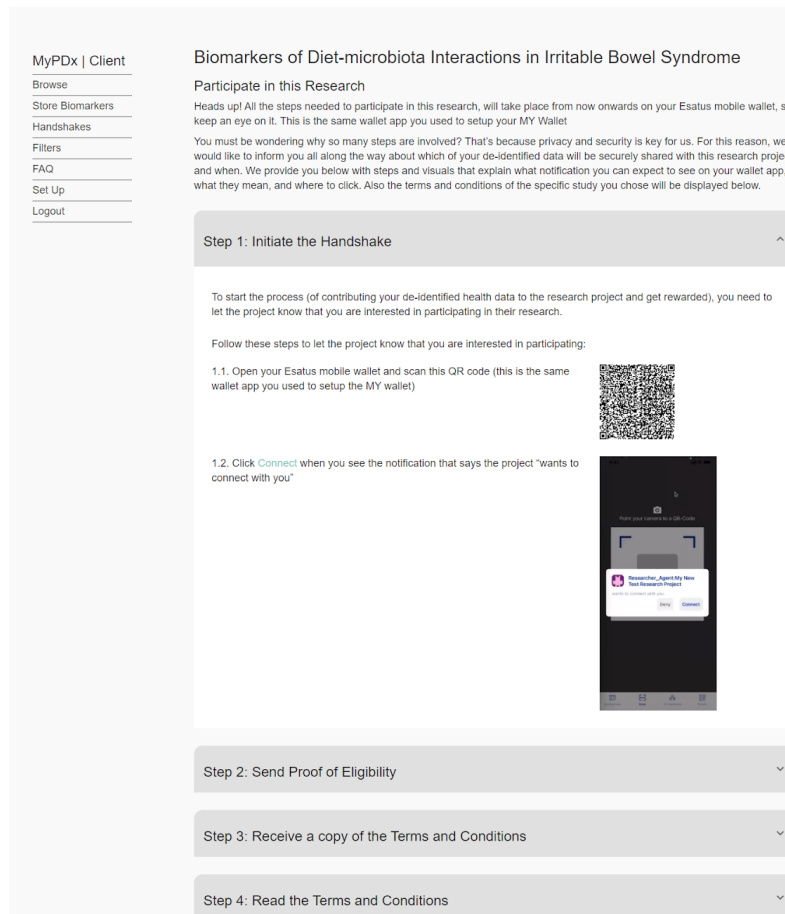 MyPDx | Client
Browse
Store Biomarkers
Handshakes
Filters
FAQ
Set Up
Logout
Biomarkers of Diet-microbiota Interactions in Irritable Bowel Syndrome
Participate in this Research
Heads up! All the steps needed to participate in this research, will take place from now onwards on your Esatus mobile wallet, s
keep an eye on it. This is the same wallet app you used to setup your MY Wallet
You must be wondering why so many steps are involved? That's because privacy and security is key for us. For this reason, we
would like to inform you all along the way about which of your de-identified data will be securely shared with this research proje
and when. We provide you below with steps and visuals that explain what notification you can expect to see on your wallet app,
what they mean, and where to click. Also the terms and conditions of the specific study you chose will be displayed below.
Step 1: Initiate the Handshake
To start the process (of contributing your de-identified health data to the research project and get rewarded), you need to
let the project know that you are interested in participating in their research.
Follow these steps to let the project know that you are interested in participating:
1.1. Open your Esatus mobile wallet and scan this QR code (this is the same
wallet app you used to setup the MY wallet)
1.2. Click Connect when you see the notification that says the project “wants to
connect with you”
Point your camera to a QR-Code
Researcher_Agent:My New
Test Research Project
wants to connect with you
Deny
Connect
Step 2: Send Proof of Eligibility
Step 3: Receive a copy of the Terms and Conditions
Step 4: Read the Terms and Conditions